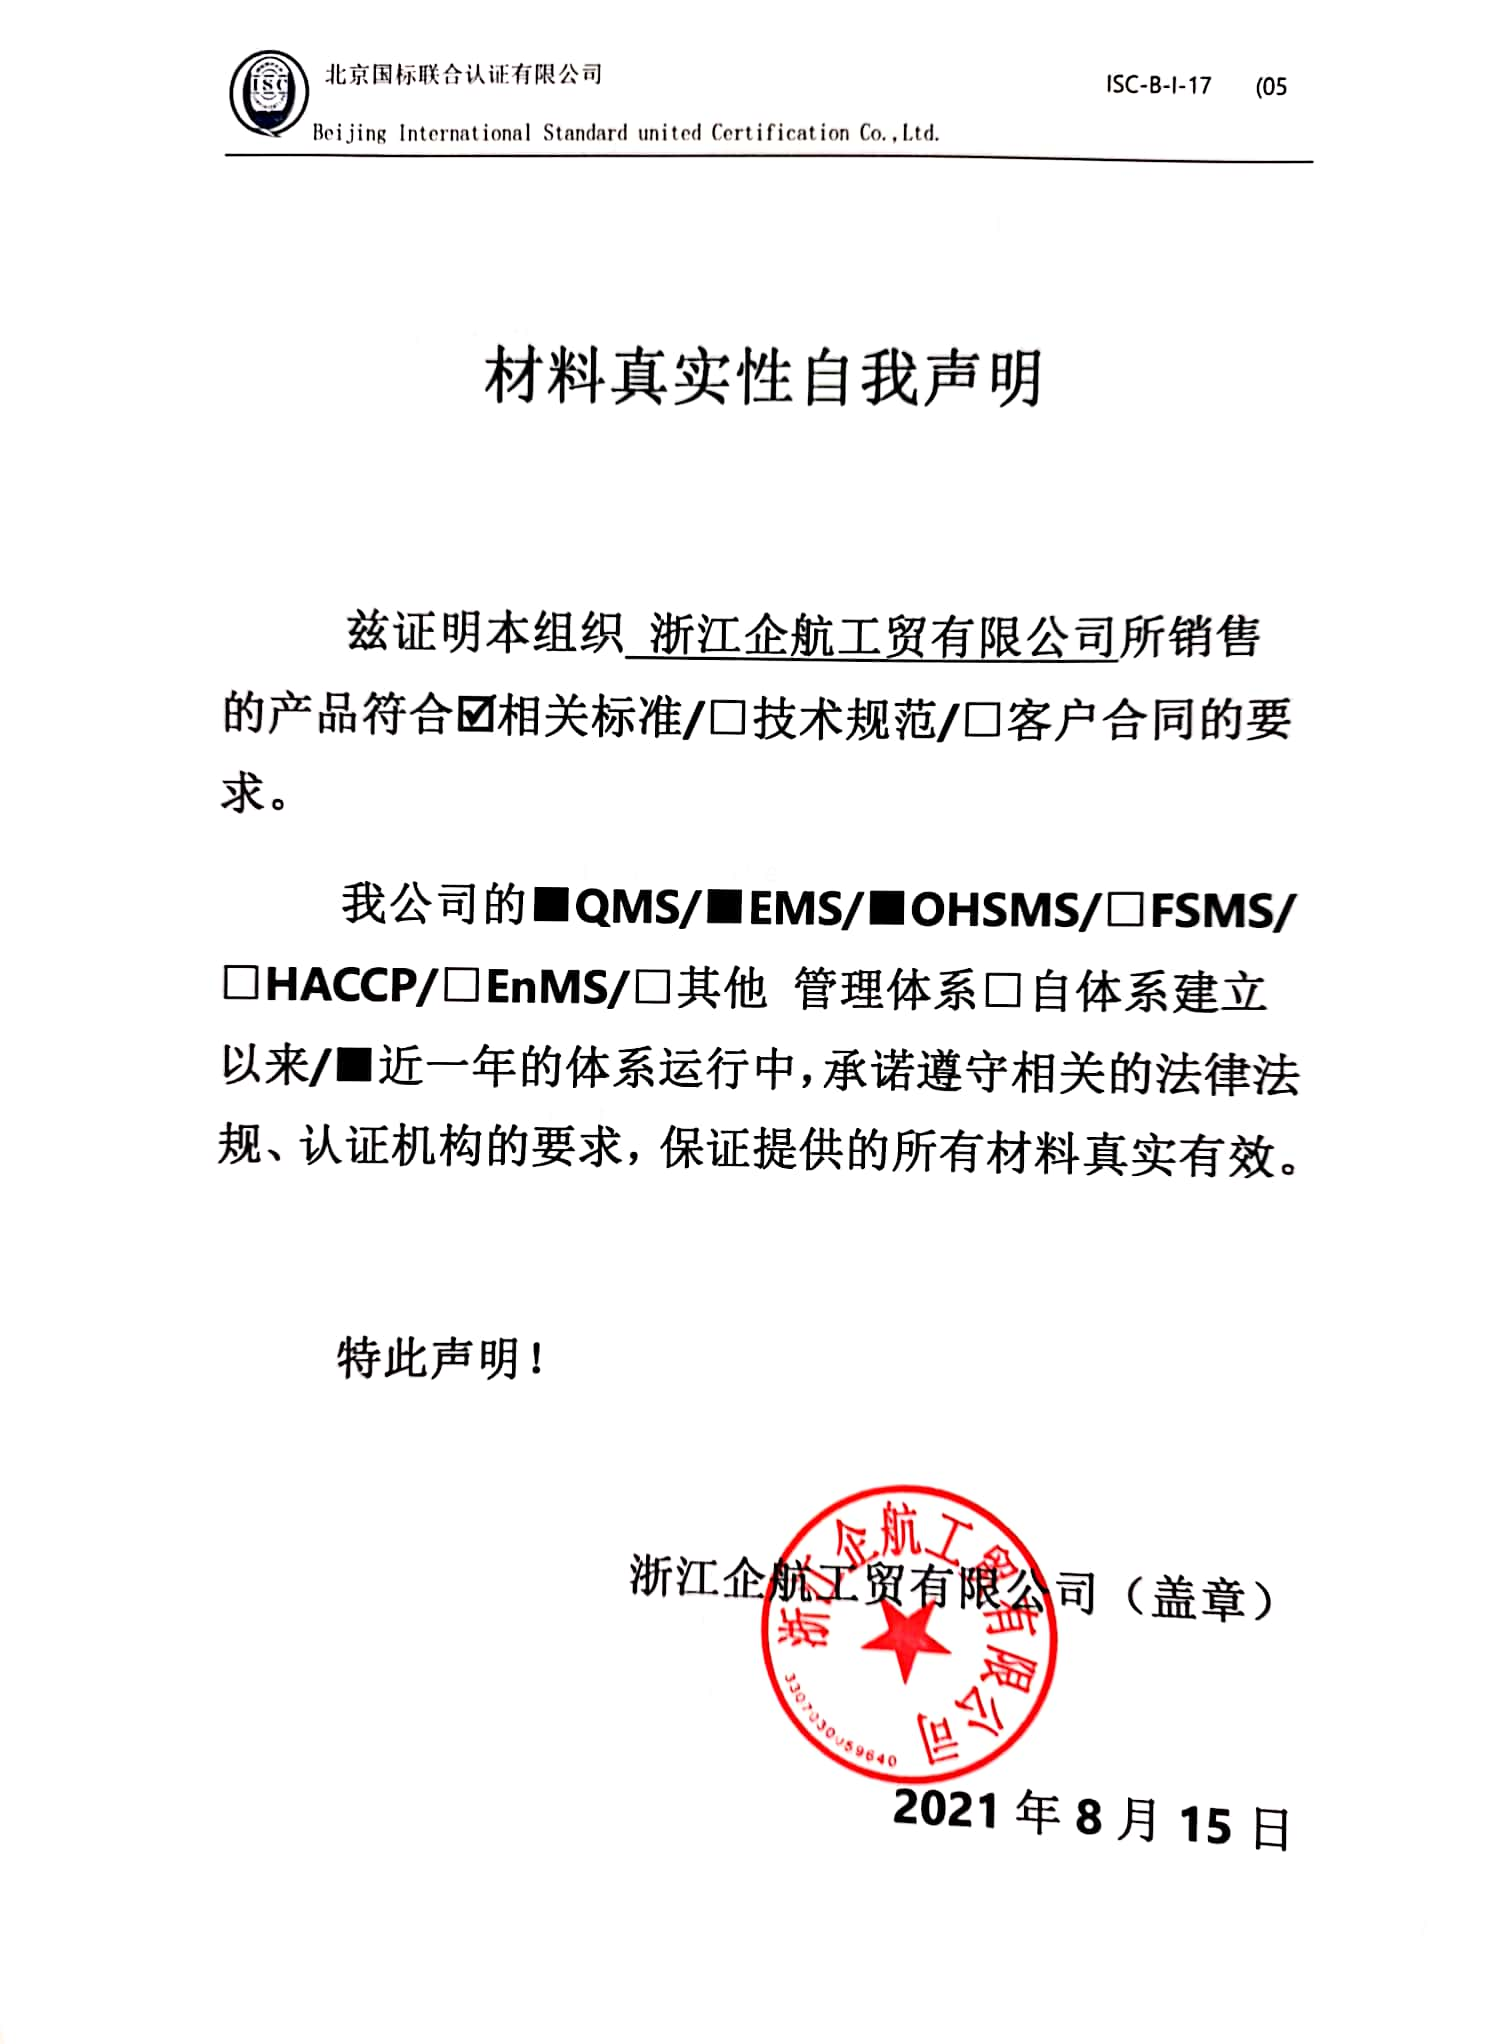 ISC
北京国标联合认证有限公司
ISC-B-I-17 (05
Beijing International Standard united Certification Co.,Ltd.
材料真实性自我声明
兹证明本组织 浙江企航工贸有限公司所销售
的产品符合☑相关标准/□技术规范/□客户合同的要
求。
我公司的■QMS/■EMS/■OHSMS/□FSMS/
□HACCP/□EnMS/□其他 管理体系□自体系建立
以来/■近一年的体系运行中,承诺遵守相关的法律法
规、认证机构的要求,保证提供的所有材料真实有效。
特此声明!
浙江企航工贸有限公司(盖章)
浙江企航工贸有限公司
3307030059640
2021 年 8 月 15 日